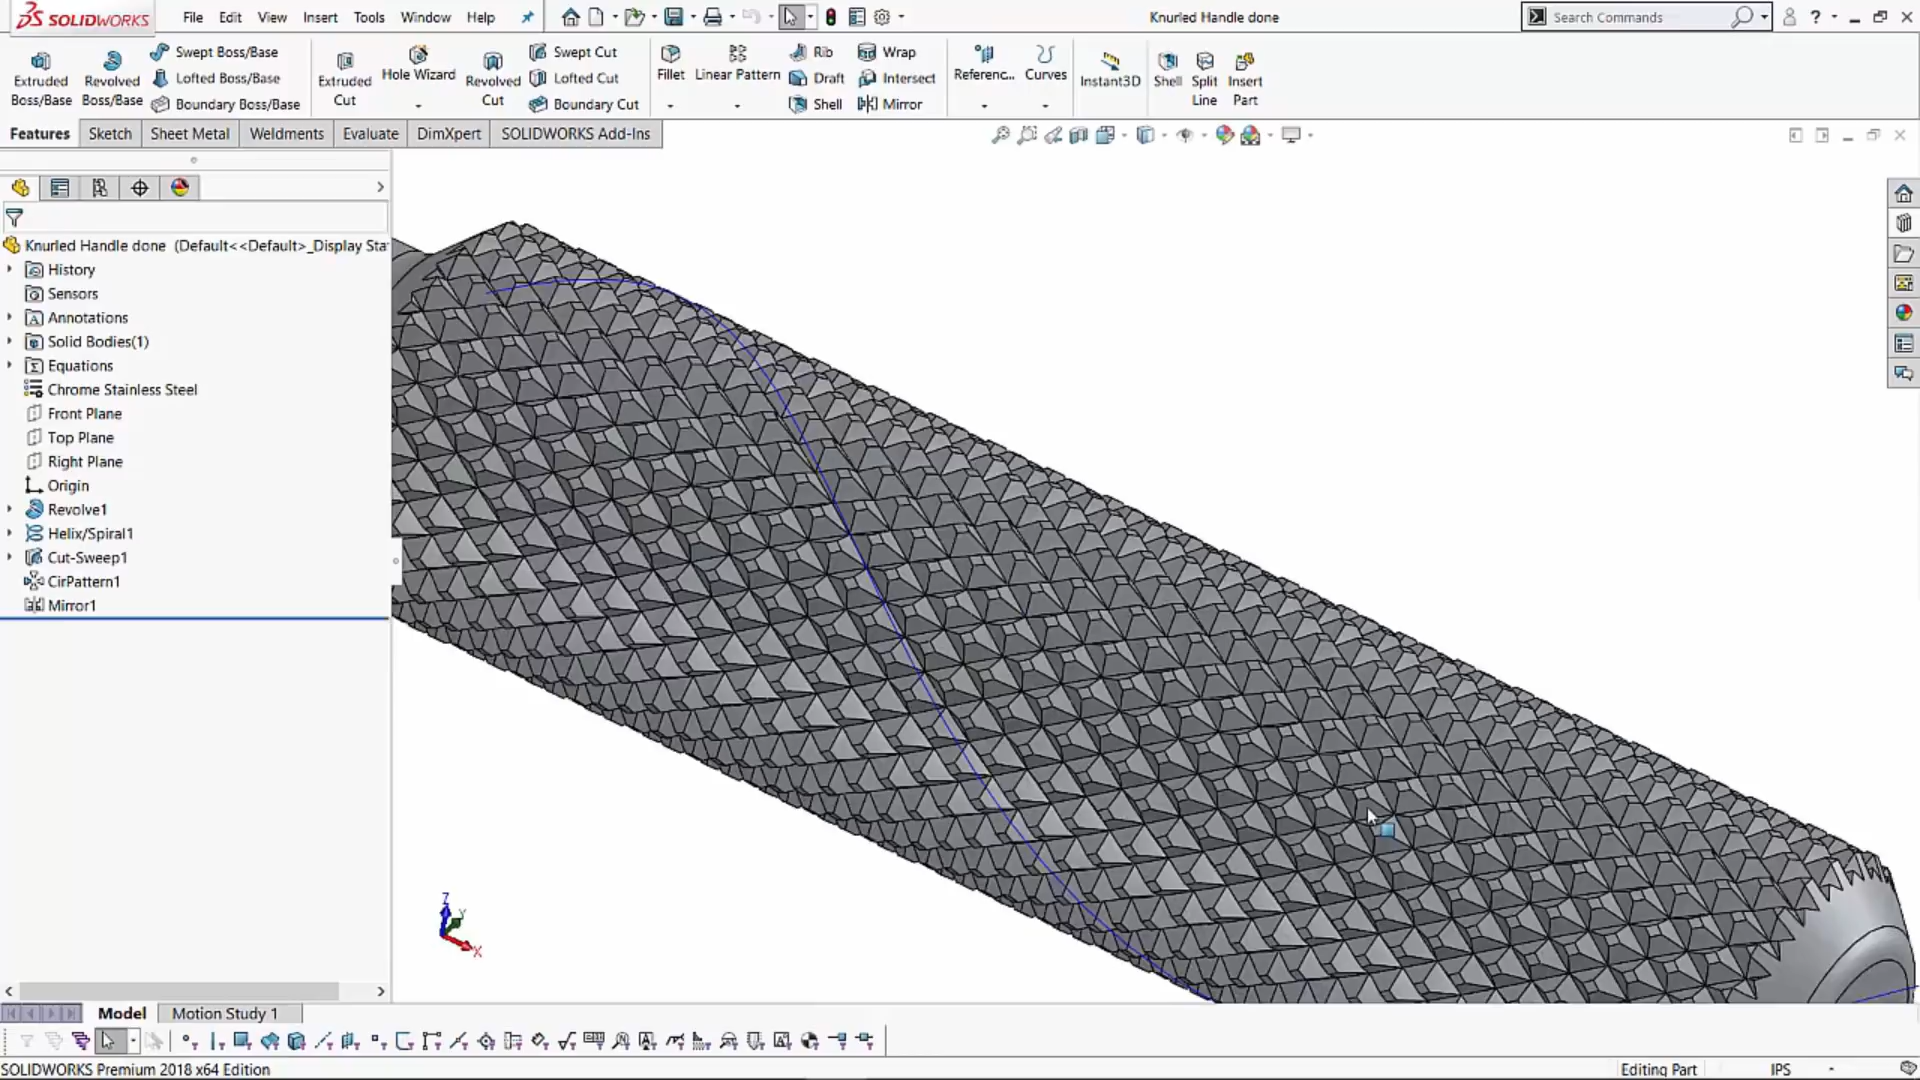 SOLIDWORKS File Edit View Insert Tools Window Help Knurled Handle done Search Commands ?
Extruded Boss/Base
Revolved Boss/Base
Swept Boss/Base
Lofted Boss/Base
Boundary Boss/Base
Extruded Cut
Hole Wizard
Revolved Cut
Swept Cut
Lofted Cut
Boundary Cut
Fillet
Linear Pattern
Rib
Draft
Shell
Wrap
Intersect
Mirror
Referenc...
Curves
Instant3D
Shell
Split Line
Insert Part
Features Sketch Sheet Metal Weldments Evaluate DimXpert SOLIDWORKS Add-Ins
Knurled Handle done (Default<<Default>_Display Sta
History
Sensors
Annotations
Solid Bodies(1)
Equations
Chrome Stainless Steel
Front Plane
Top Plane
Right Plane
Origin
Revolve1
Helix/Spiral1
Cut-Sweep1
CirPattern1
Mirror1
Z
Y
X
Model Motion Study 1
SOLIDWORKS Premium 2018 x64 Edition Editing Part IPS -